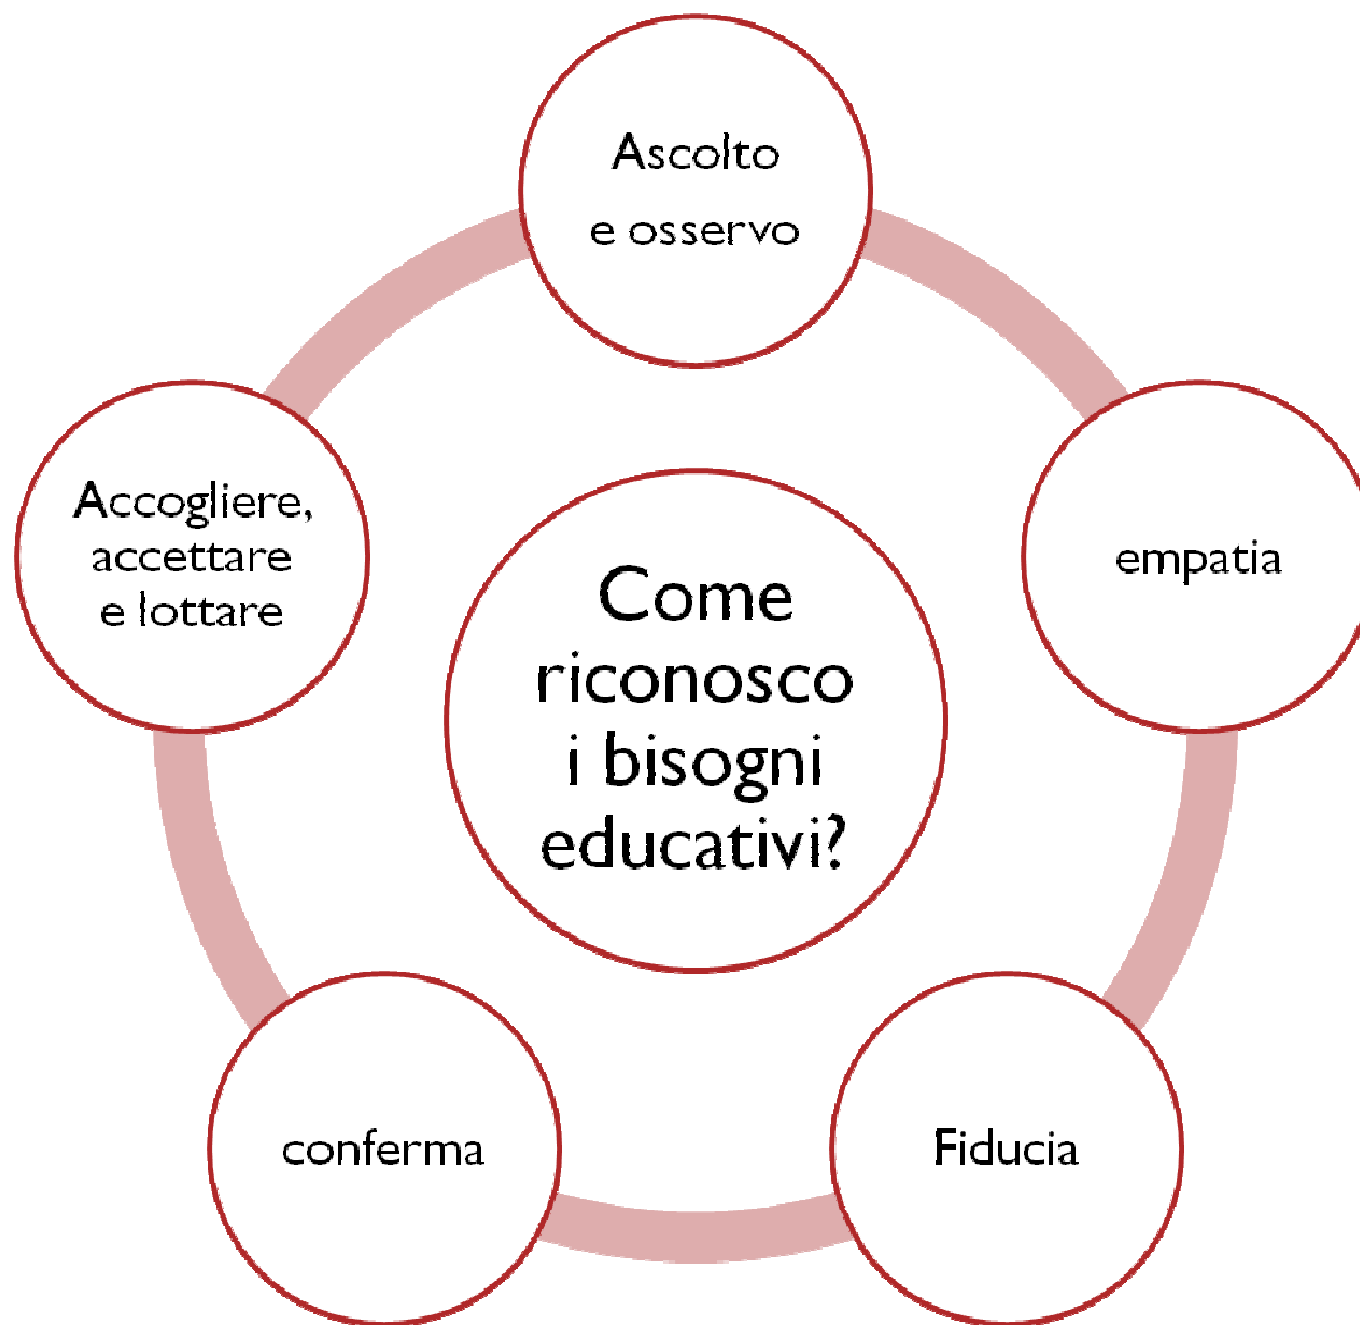 Ascolto
e osservo
empatia
Fiducia
conferma
Accogliere,
accettare
e lottare
Come
riconosco
i bisogni
educativi?